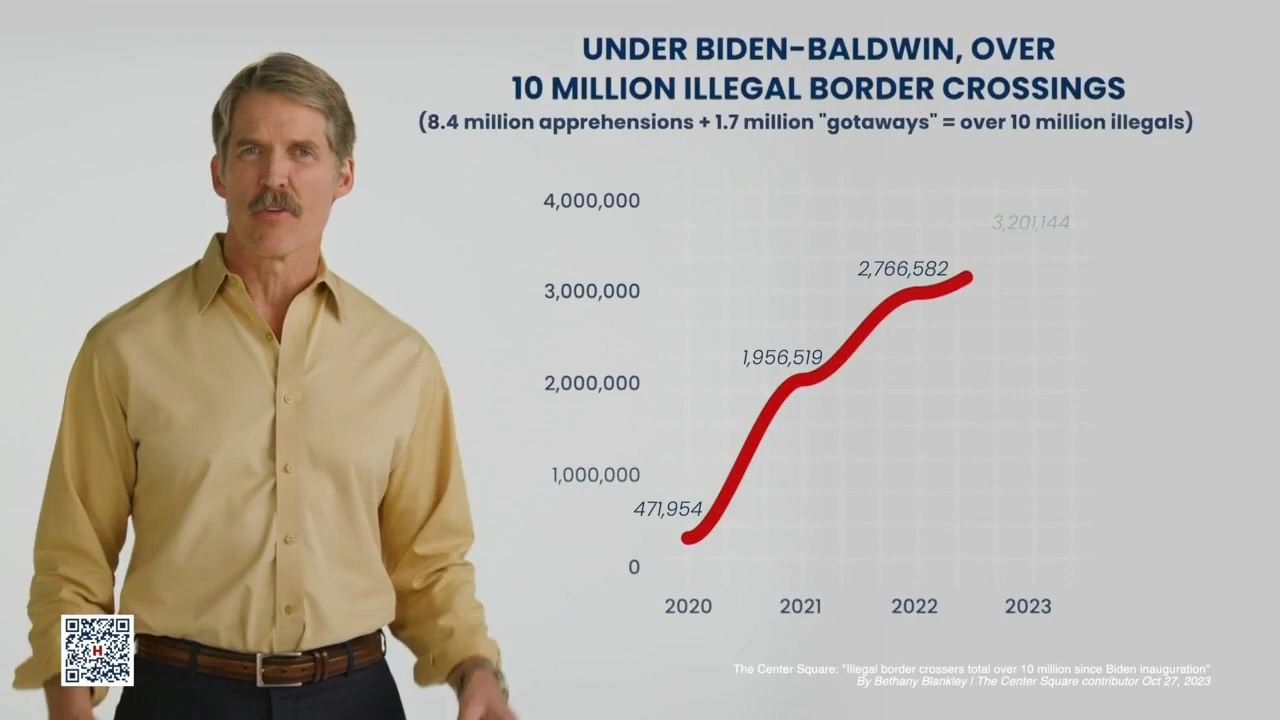 UNDER BIDEN-BALDWIN, OVER
10 MILLION ILLEGAL BORDER CROSSINGS
(8.4 million apprehensions + 1.7 million "gotaways" = over 10 million illegals)
4,000,000
3,201,144
2,766,582
3,000,000
1,956,519
2,000,000
1,000,000
471,954
0
2020 2021 2022 2023
H
The Center Square: "Illegal border crossers total over 10 million since Biden inauguration"
By Bethany Blankley | The Center Square contributor Oct 27, 2023